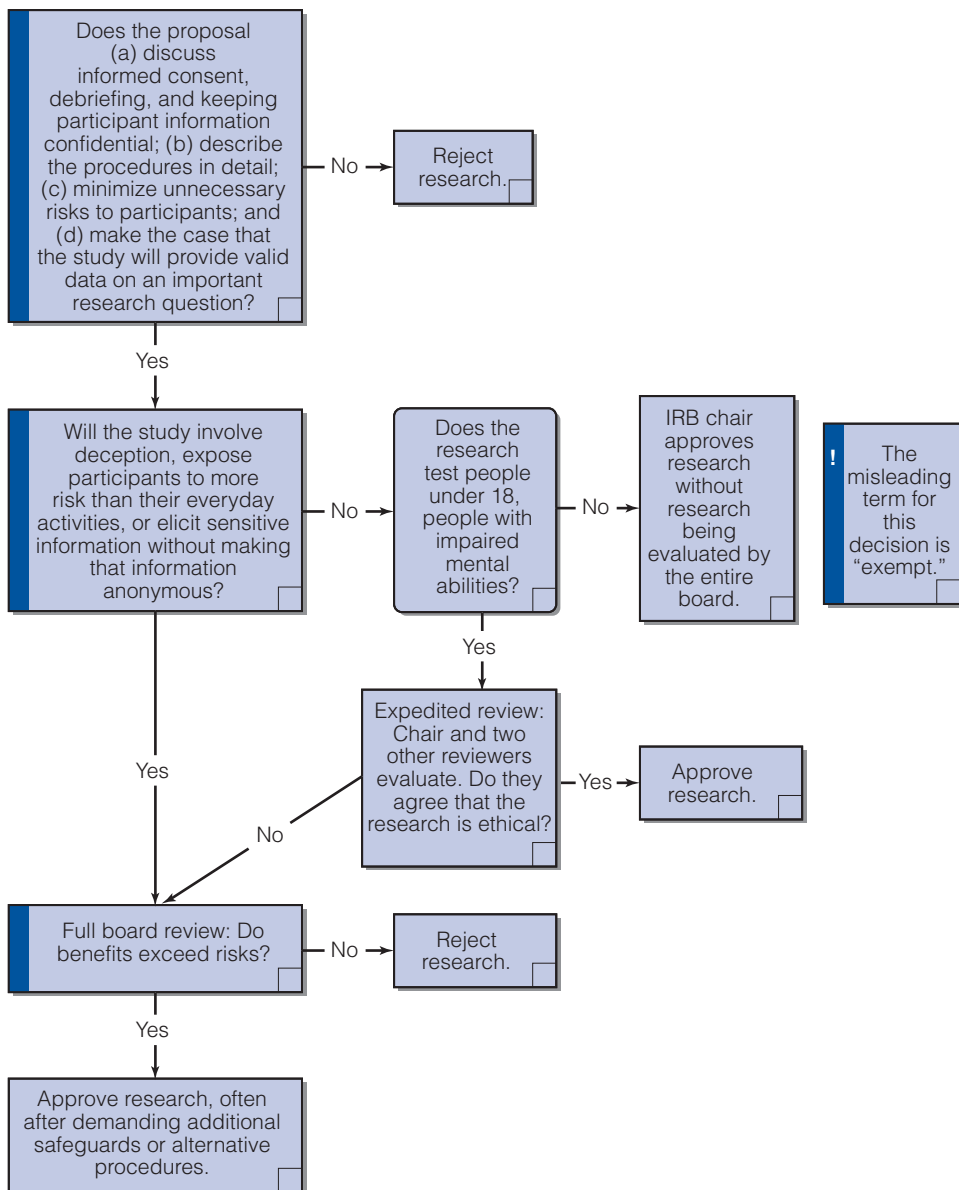 Does the proposal
(a) discuss
informed consent,
debriefing, and keeping
participant information
confidential; (b) describe
the procedures in detail;
(c) minimize unnecessary
risks to participants; and
(d) make the case that
the study will provide valid
data on an important
research question?
No
Reject
research.
Yes
Will the study involve
deception, expose
participants to more
risk than their everyday
activities, or elicit sensitive
information without making
that information
anonymous?
No
Does the
research
test people
under 18,
people with
impaired
mental
abilities?
No
IRB chair
approves
research
without
research
being
evaluated by
the entire
board.
!
The
misleading
term for
this
decision is
“exempt.”
Yes
Yes
Expedited review:
Chair and two
other reviewers
evaluate. Do they
agree that the
research is ethical?
Yes
Approve
research.
No
Full board review: Do
benefits exceed risks?
No
Reject
research.
Yes
Approve research, often
after demanding additional
safeguards or alternative
procedures.